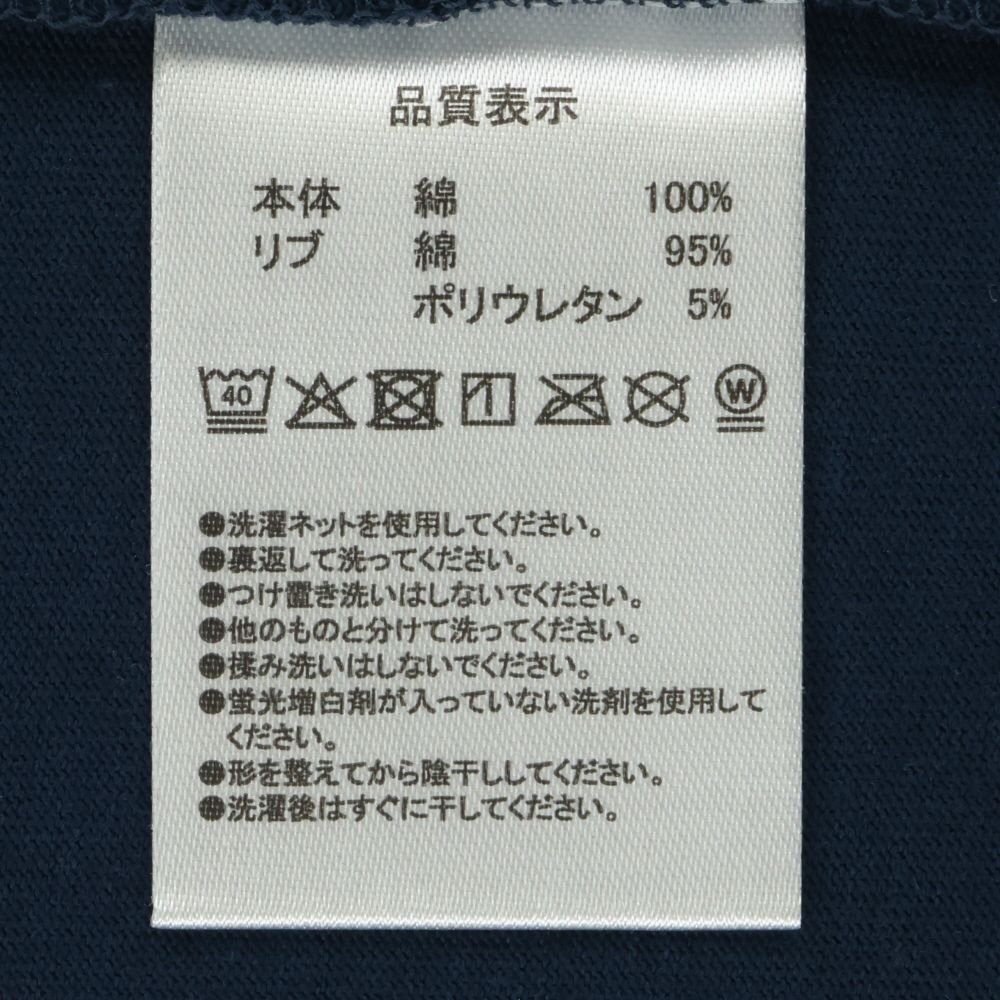 品質表示
本体 綿 100%
リブ 綿 95%
ポリウレタン 5%
40 W
●洗濯ネットを使用してください。
●裏返して洗ってください。
●つけ置き洗いはしないでください。
●他のものと分けて洗ってください。
●揉み洗いはしないでください。
●蛍光増白剤が入っていない洗剤を使用して
ください。
●形を整えてから陰干ししてください。
●洗濯後はすぐに干してください。